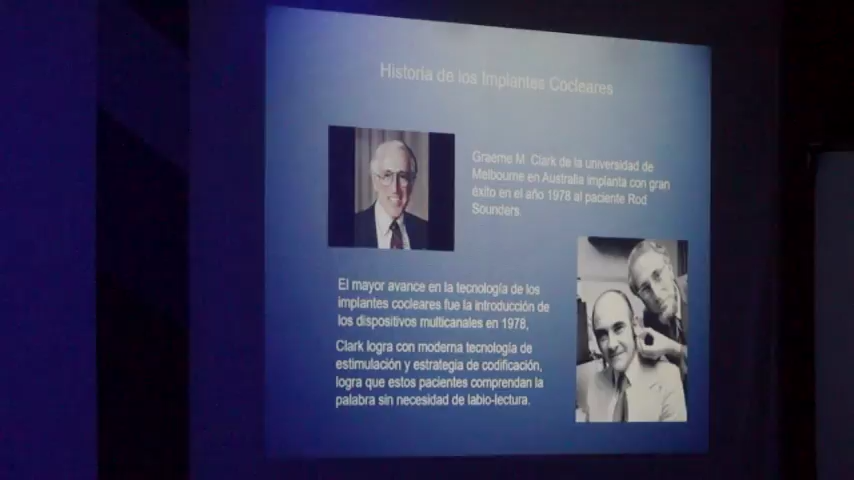 Historia de los Implantes Cocleares
Graeme M. Clark de la universidad de
Melbourne en Australia implanta con gran
éxito en el año 1978 al paciente Rod
Sounders.
El mayor avance en la tecnología de los
implantes cocleares fue la introducción de
los dispositivos multicanales en 1978,
Clark logra con moderna tecnología de
estimulación y estrategia de codificación,
logra que estos pacientes comprendan la
palabra sin necesidad de labio-lectura.